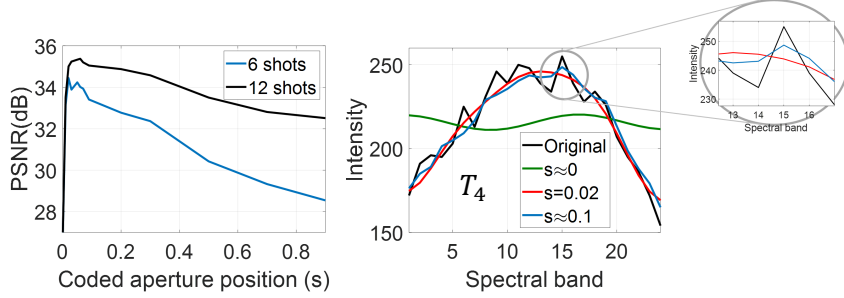 36
34
32
30
28
PSNR(dB)
6 shots
12 shots
0
0.2
0.4
0.6
0.8
Coded aperture position (s)
250
200
150
Intensity
T4
Original
s≈0
s=0.02
s≈0.1
5
10
15
20
Spectral band
250
240
230
Intensity
13
14
15
16
Spectral band